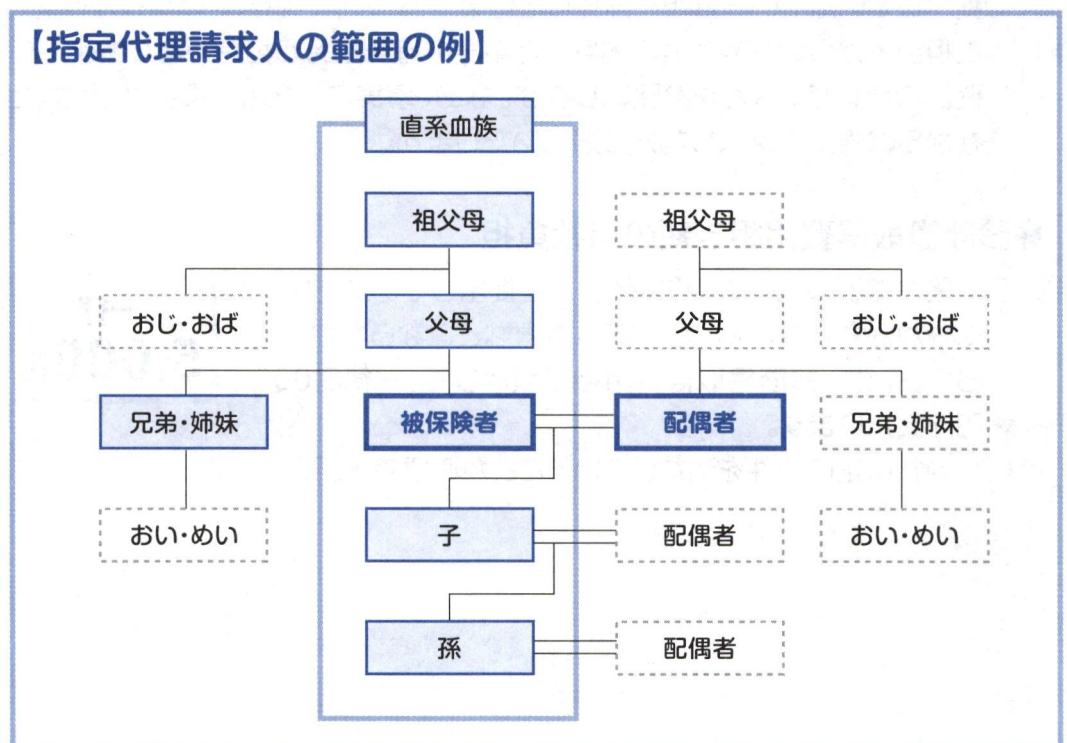 【指定代理請求人の範囲の例】
直系血族
祖父母
祖父母
おじ・おば
父母
父母
おじ・おば
兄弟・姉妹
被保険者
配偶者
兄弟・姉妹
おい・めい
子
配偶者
おい・めい
孫
配偶者